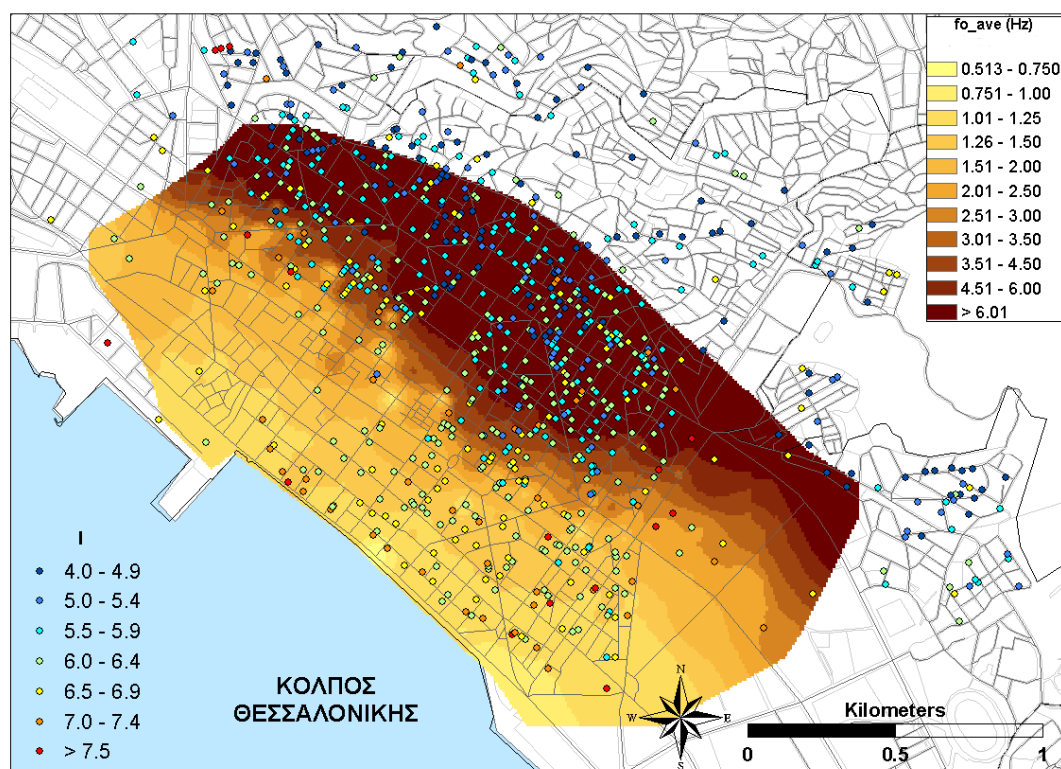 fo_ave (Hz)
0.513 - 0.750
0.751 - 1.00
1.01 - 1.25
1.26 - 1.50
1.51 - 2.00
2.01 - 2.50
2.51 - 3.00
3.01 - 3.50
3.51 - 4.50
4.51 - 6.00
> 6.01
I
4.0 - 4.9
5.0 - 5.4
5.5 - 5.9
6.0 - 6.4
6.5 - 6.9
7.0 - 7.4
> 7.5
ΚΟΛΠΟΣ
ΘΕΣΣΑΛΟΝΙΚΗΣ
N
W E
S
Kilometers
0 0.5 1